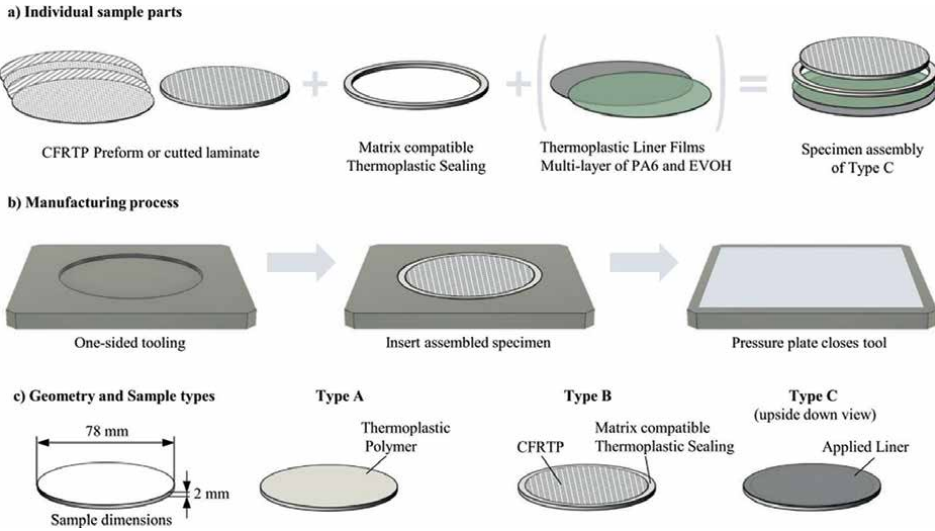 a) Individual sample parts
CFRTP Preform or cutted laminate
Matrix compatible
Thermoplastic Sealing
Thermoplastic Liner Films
Multi-layer of PA6 and EVOH
Specimen assembly
of Type C
b) Manufacturing process
One-sided tooling
Insert assembled specimen
Pressure plate closes tool
c) Geometry and Sample types
78 mm
2 mm
Sample dimensions
Type A
Thermoplastic
Polymer
Type B
CFRTP
Matrix compatible
Thermoplastic Sealing
Type C
(upside down view)
Applied Liner